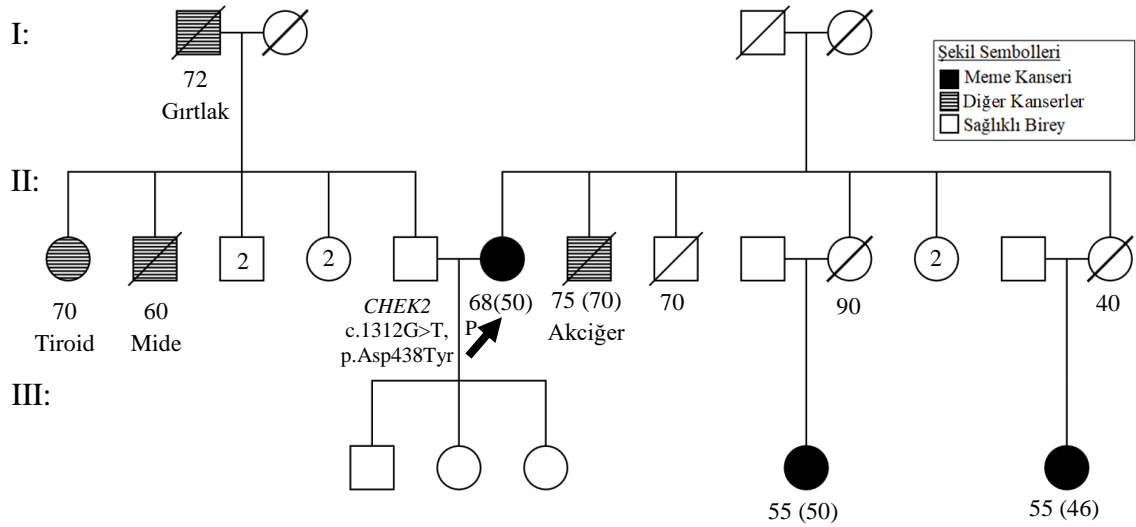 I:
72
Gırtlak
Şekil Sembolleri
Meme Kanseri
Diğer Kanserler
Sağlıklı Birey
II:
2
2
2
70
Tiroid
60
Mide
CHEK2
c.1312G>T,
p.Asp438Tyr
68(50)
P
75 (70)
Akciğer
70
90
40
III:
55 (50)
55 (46)